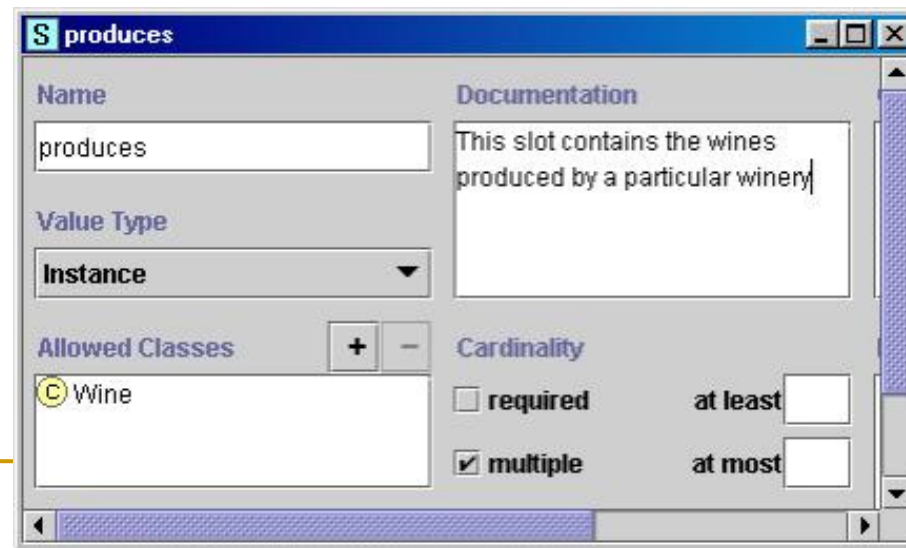 S produces
Name
produces
Value Type
Instance
Allowed Classes + -
C Wine
Documentation
This slot contains the wines
produced by a particular winery
Cardinality
required at least
multiple at most